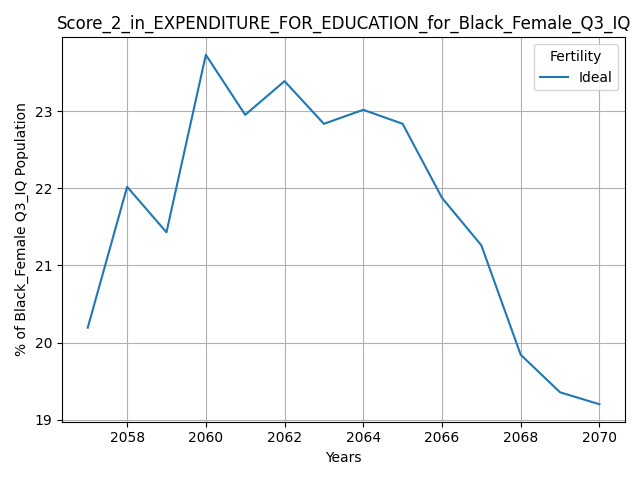 Score_2_in_EXPENDITURE_FOR_EDUCATION_for_Black_Female_Q3_IQ
Fertility
Ideal
% of Black_Female Q3_IQ Population
23
22
21
20
19
2058 2060 2062 2064 2066 2068 2070
Years